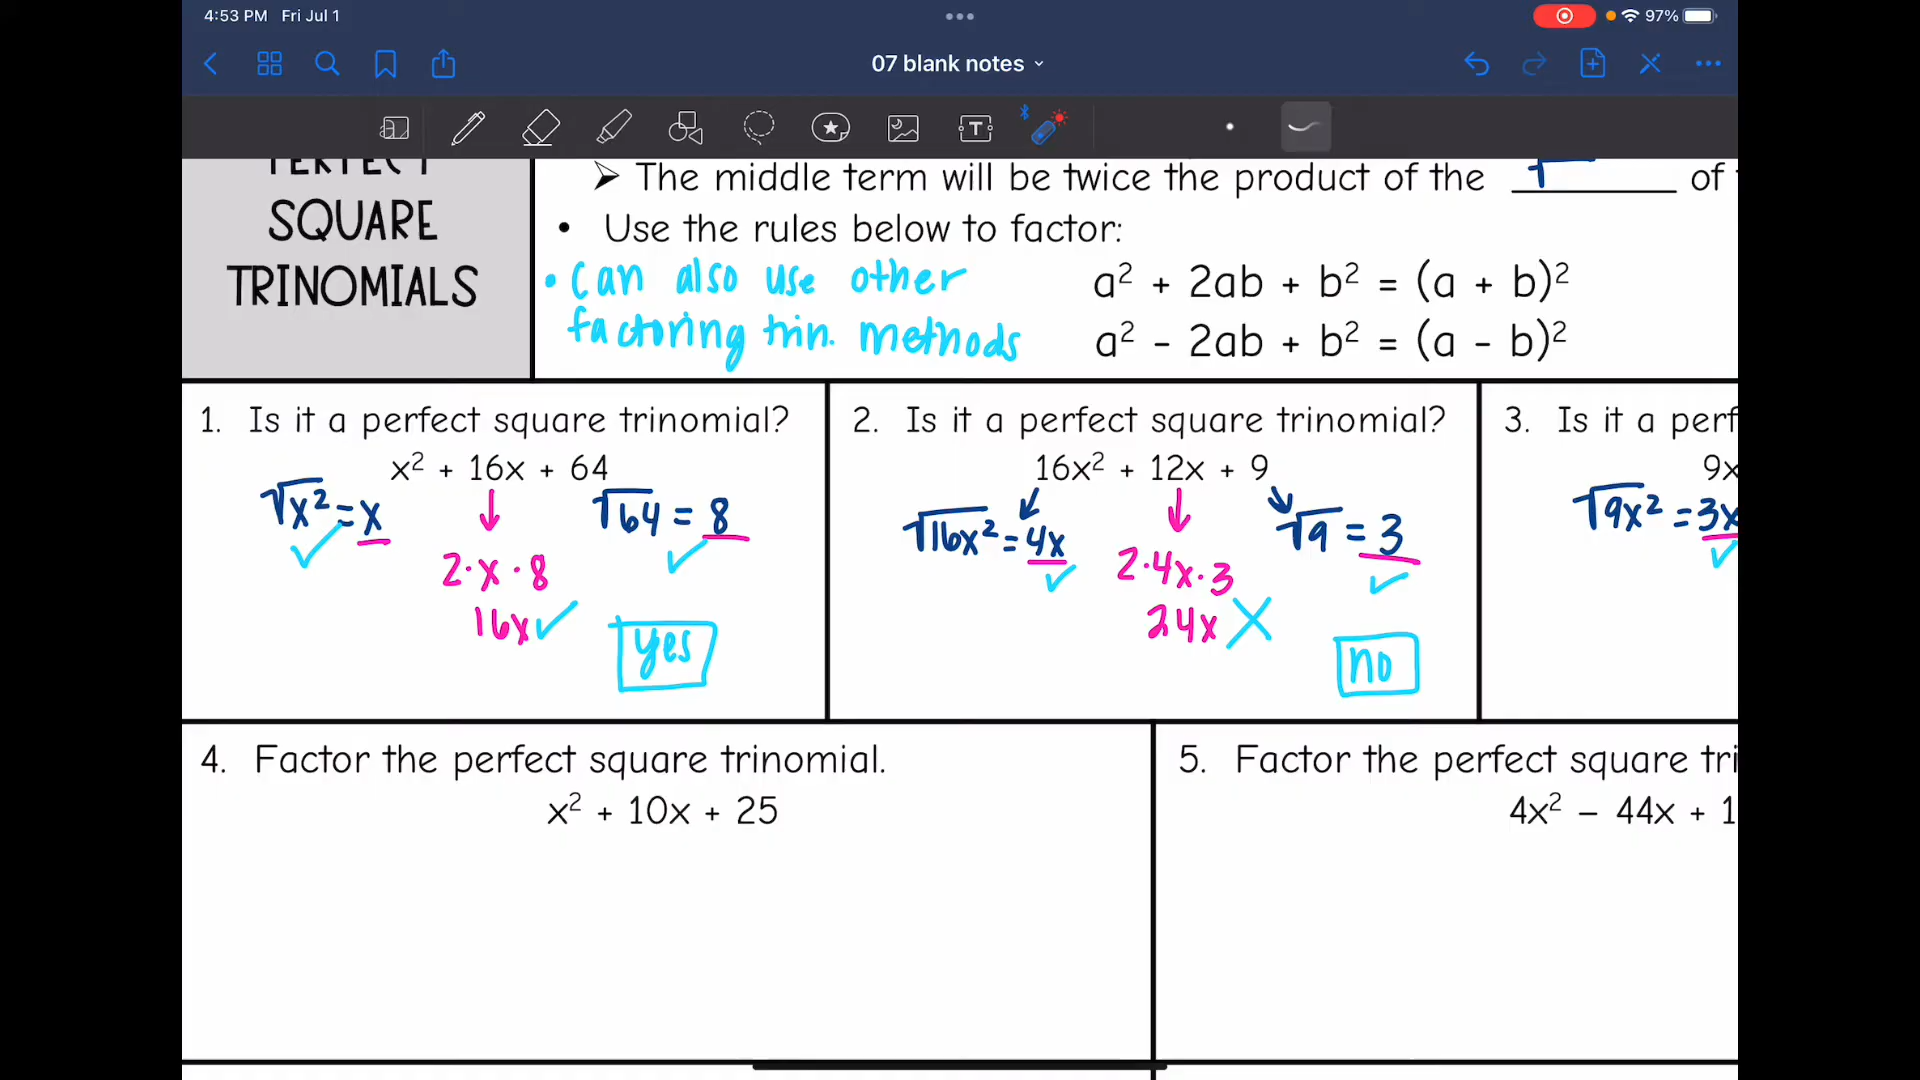 4:53 PM Fri Jul 1
97%
07 blank notes
PERFECT
SQUARE
TRINOMIALS
➤ The middle term will be twice the product of the ________ of
• Use the rules below to factor:
• can also use other
factoring trin. methods
a² + 2ab + b² = (a + b)²
a² - 2ab + b² = (a - b)²
1. Is it a perfect square trinomial?
x² + 16x + 64
√x² = x
√64 = 8
2·x·8
16x ✓
yes
2. Is it a perfect square trinomial?
16x² + 12x + 9
√16x² = 4x
√9 = 3
2·4x·3
24x X
no
3. Is it a perf
9x
√9x² = 3x
4. Factor the perfect square trinomial.
x² + 10x + 25
5. Factor the perfect square tri
4x² – 44x + 1